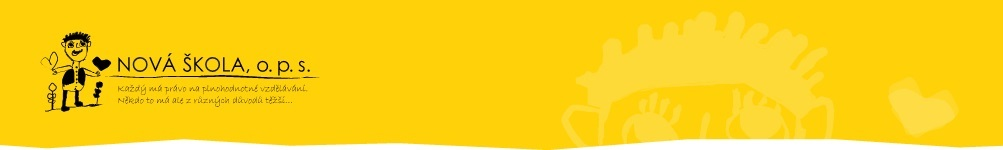 NOVÁ ŠKOLA, o. p. s.
Každý má právo na plnohodnotné vzdělávání.
Někdo to má ale z různých důvodů těžší...